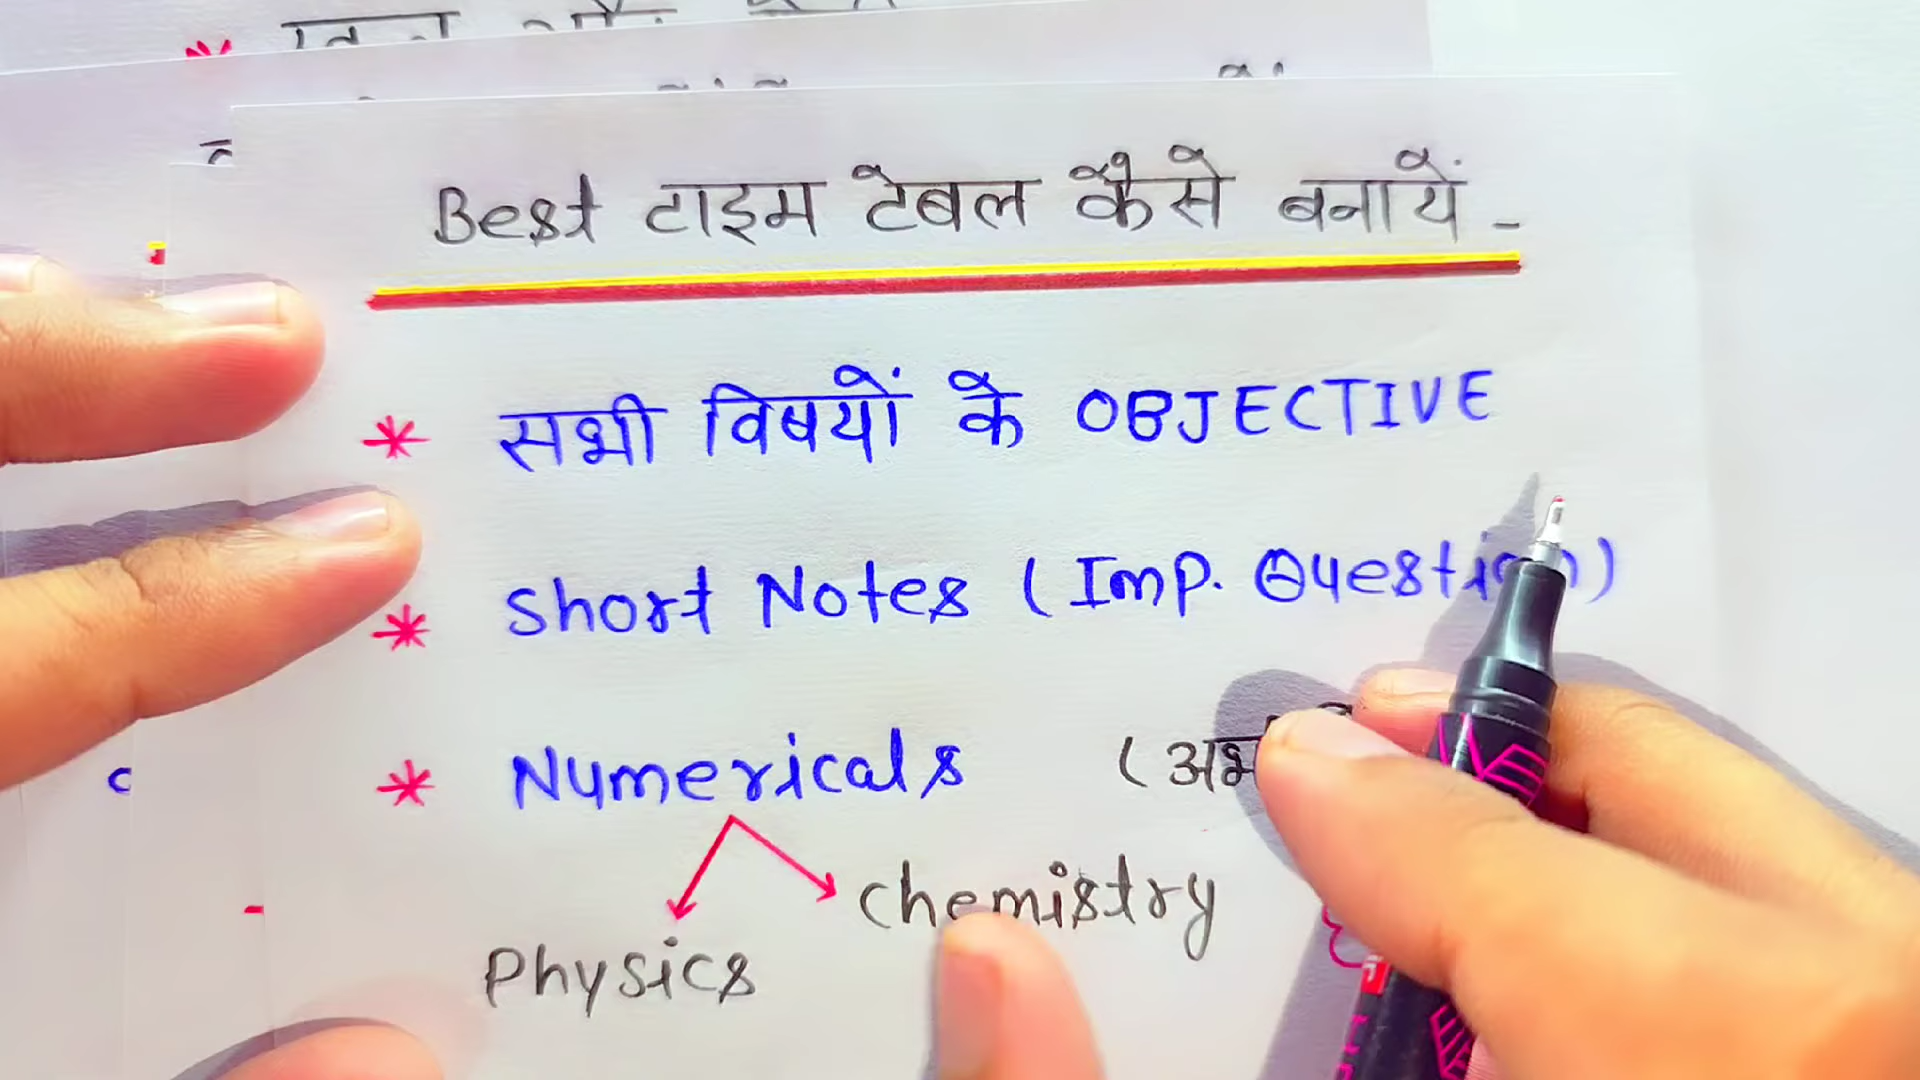 Best टाइम टेबल कैसे बनायें -
* सभी विषयों के OBJECTIVE
* Short Notes (Imp. Question)
* Numericals (
Chemistry
Physics